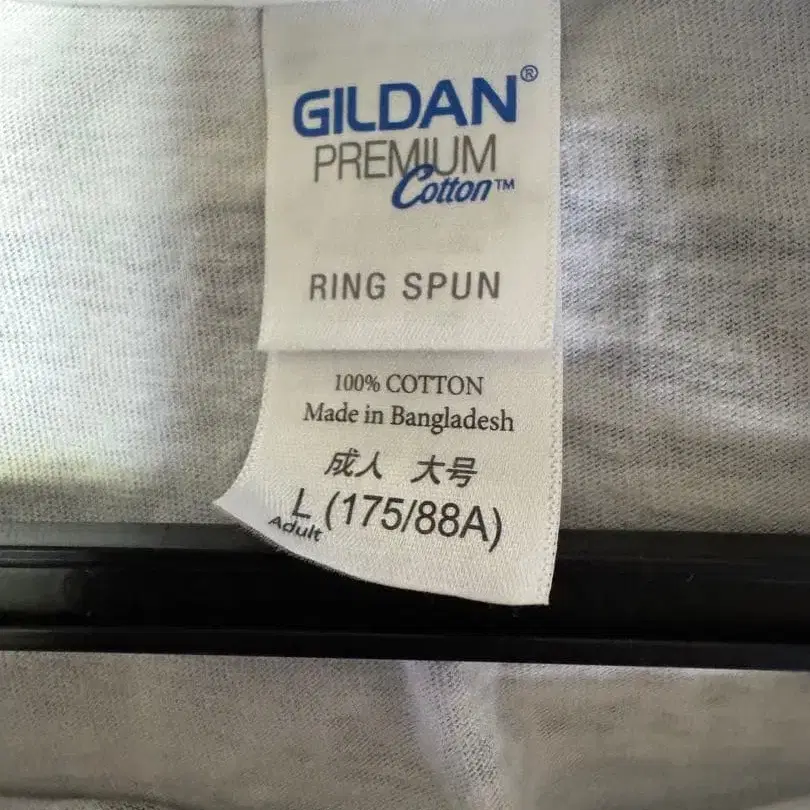 GILDAN®
PREMIUM
Cotton™
RING SPUN
100% COTTON
Made in Bangladesh
成人 大号
L (175/88A)
Adult